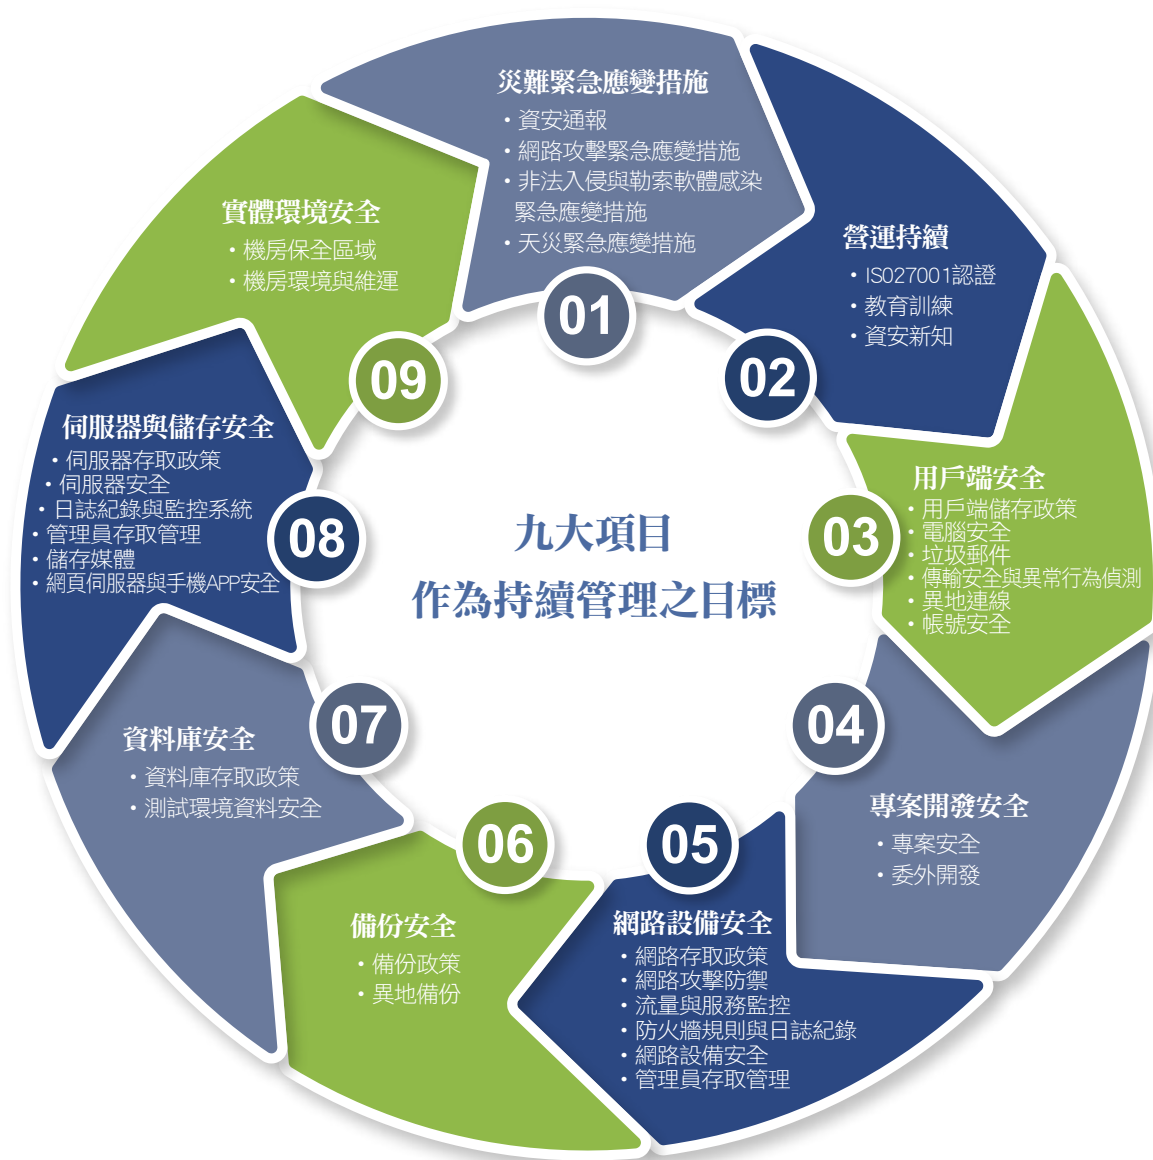 九大項目
作為持續管理之目標
01
災難緊急應變措施
・資安通報
・網路攻擊緊急應變措施
・非法入侵與勒索軟體感染
緊急應變措施
・天災緊急應變措施
02
營運持續
・ISO27001認證
・教育訓練
・資安新知
03
用戶端安全
・用戶端儲存政策
・電腦安全
・垃圾郵件
・傳輸安全與異常行為偵測
・異地連線
・帳號安全
04
專案開發安全
・專案安全
・委外開發
05
網路設備安全
・網路存取政策
・網路攻擊防禦
・流量與服務監控
・防火牆規則與日誌紀錄
・網路設備安全
・管理員存取管理
06
備份安全
・備份政策
・異地備份
07
資料庫安全
・資料庫存取政策
・測試環境資料安全
08
伺服器與儲存安全
・伺服器存取政策
・伺服器安全
・日誌紀錄與監控系統
・管理員存取管理
・儲存媒體
・網頁伺服器與手機APP安全
09
實體環境安全
・機房保全區域
・機房環境與維運